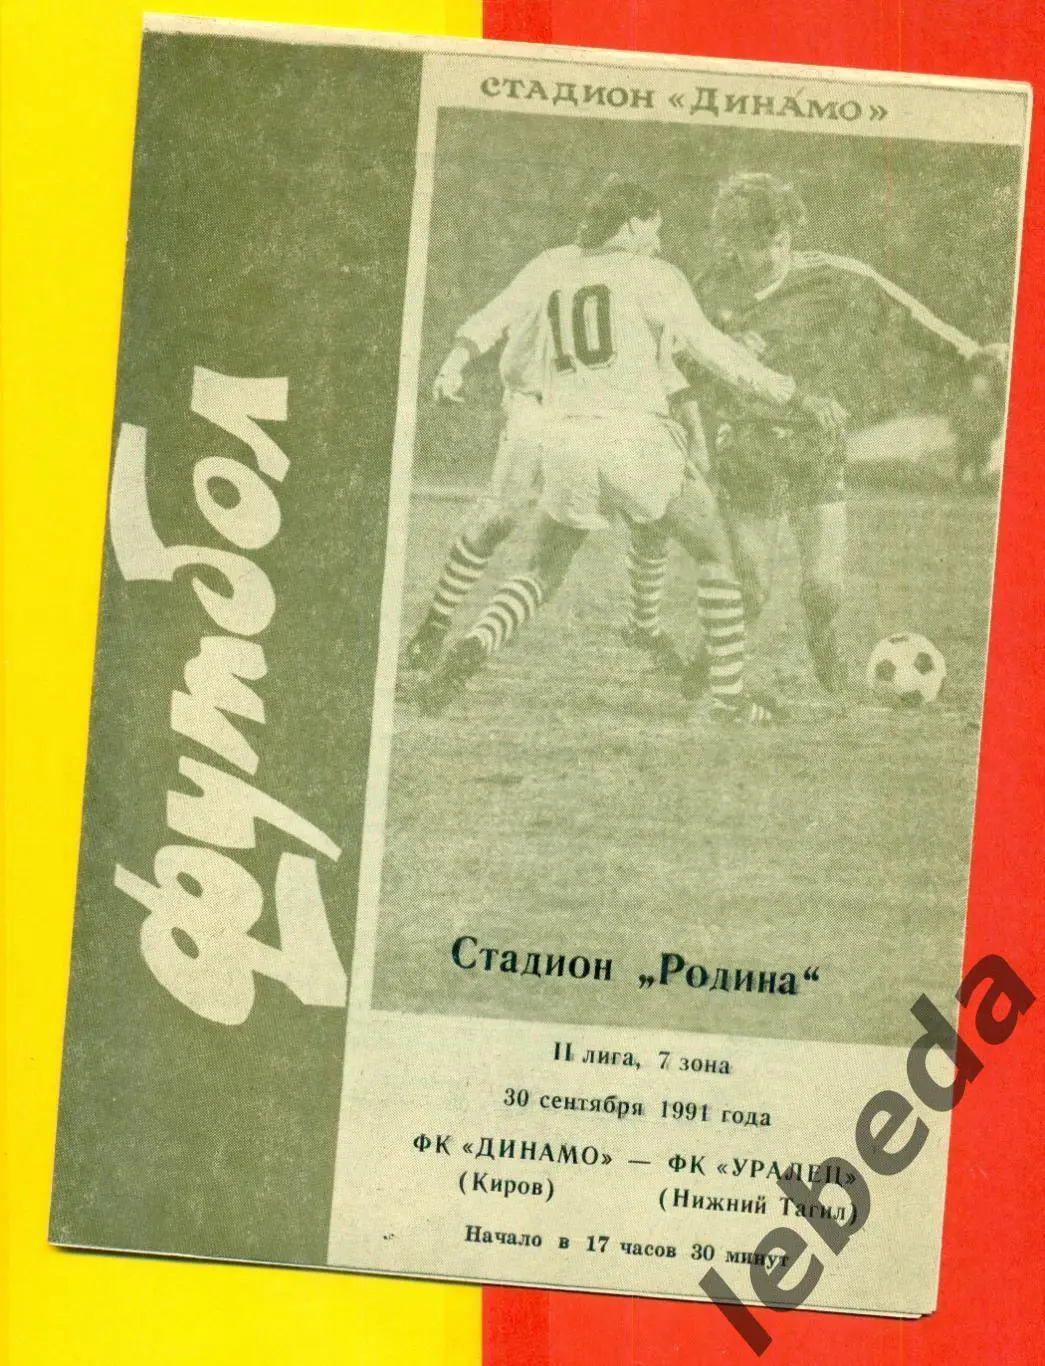 СТАДИОН «ДИНАМО»
футбол
10
Стадион „Родина“
II лига, 7 зона
30 сентября 1991 года
ФК «ДИНАМО» — ФК «УРАЛЕЦ»
(Киров) (Нижний Тагил)
Начало в 17 часов 30 минут
lebeda